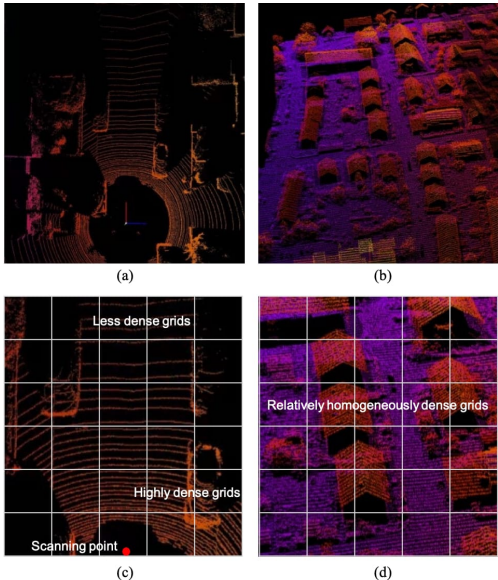 (a)
(b)
Less dense grids
Relatively homogeneously dense grids
Highly dense grids
Scanning point
(c)
(d)